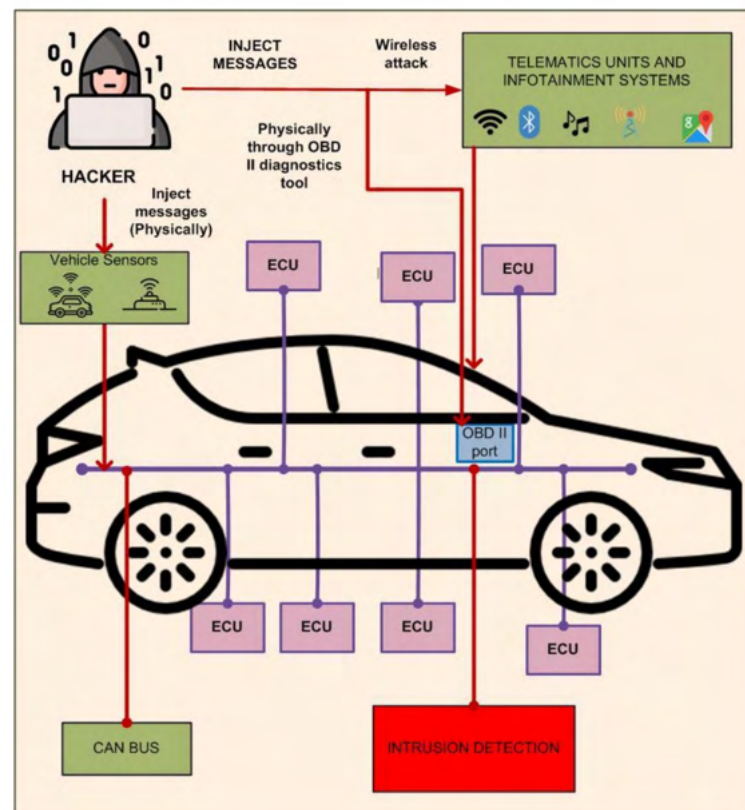 INJECT
MESSAGES
Wireless
attack
TELEMATICS UNITS AND
INFOTAINMENT SYSTEMS
Physically
through OBD
II diagnostics
tool
HACKER
Inject
messages
(Physically)
Vehicle Sensors
ECU
ECU
ECU
OBD II
port
ECU
ECU
ECU
ECU
CAN BUS
INTRUSION DETECTION